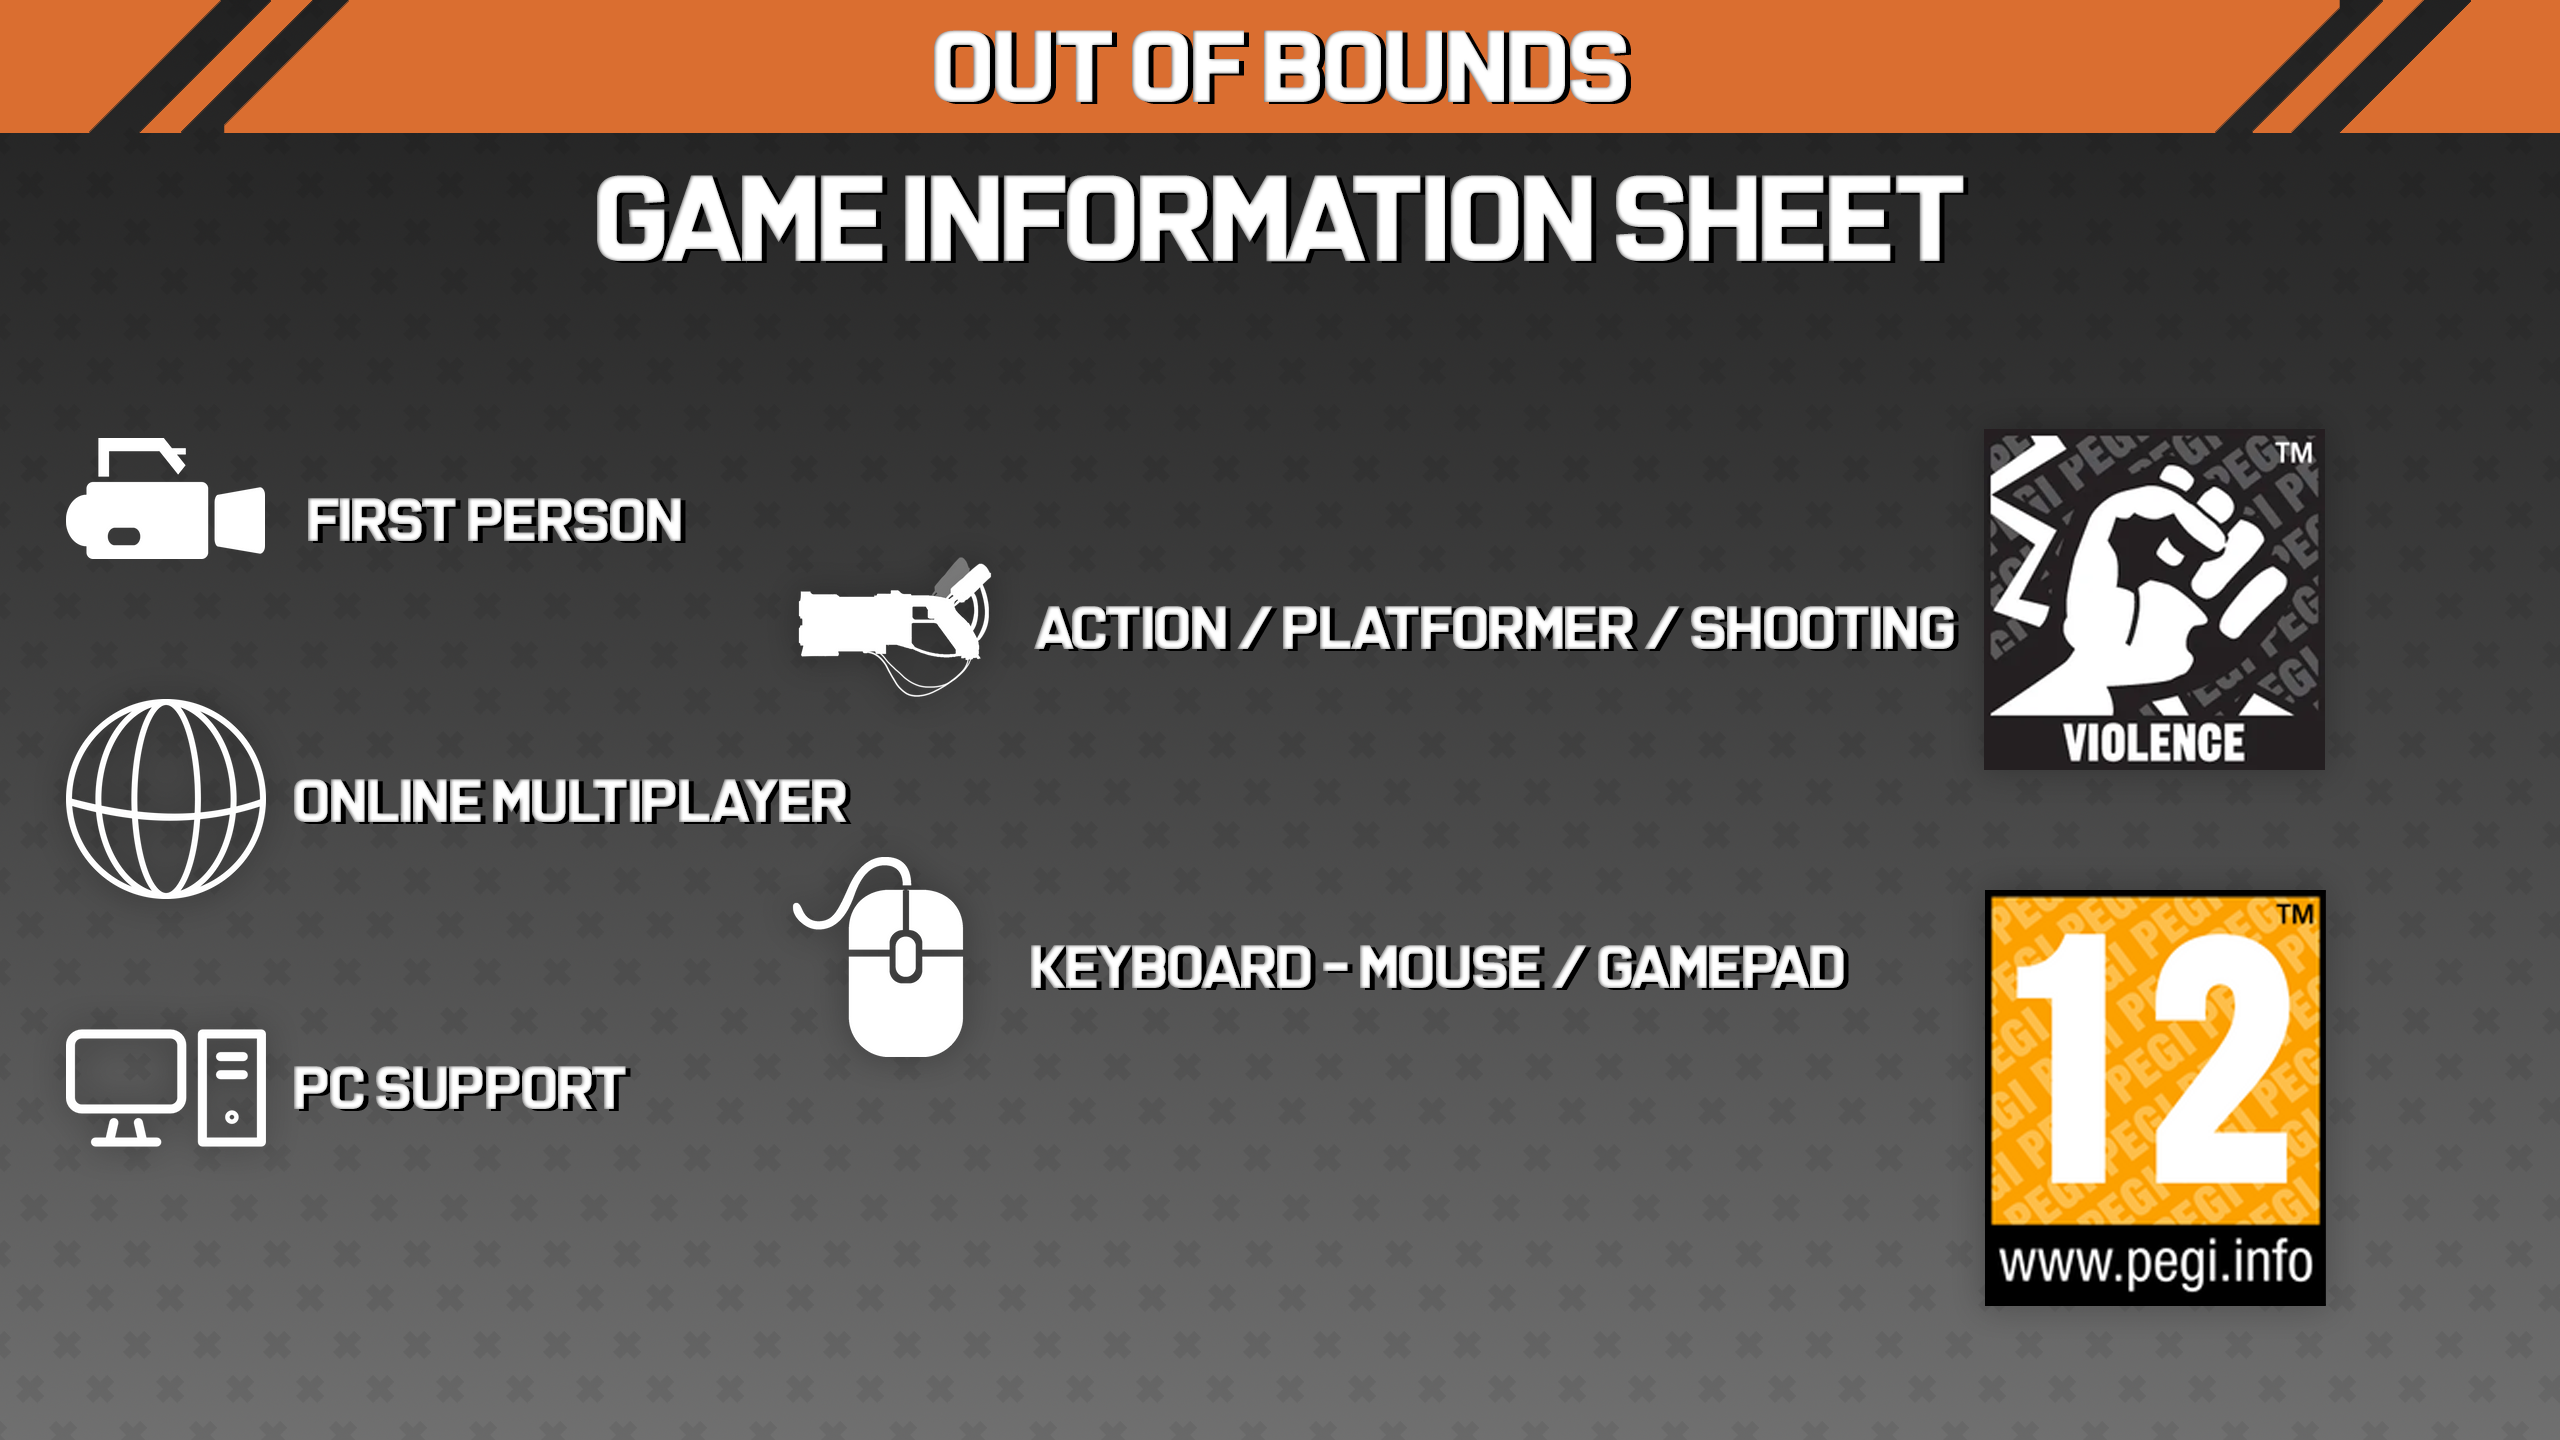 OUT OF BOUNDS
GAME INFORMATION SHEET
FIRST PERSON
ACTION / PLATFORMER / SHOOTING
ONLINE MULTIPLAYER
KEYBOARD - MOUSE / GAMEPAD
PC SUPPORT
TM
VIOLENCE
TM
12
www.pegi.info